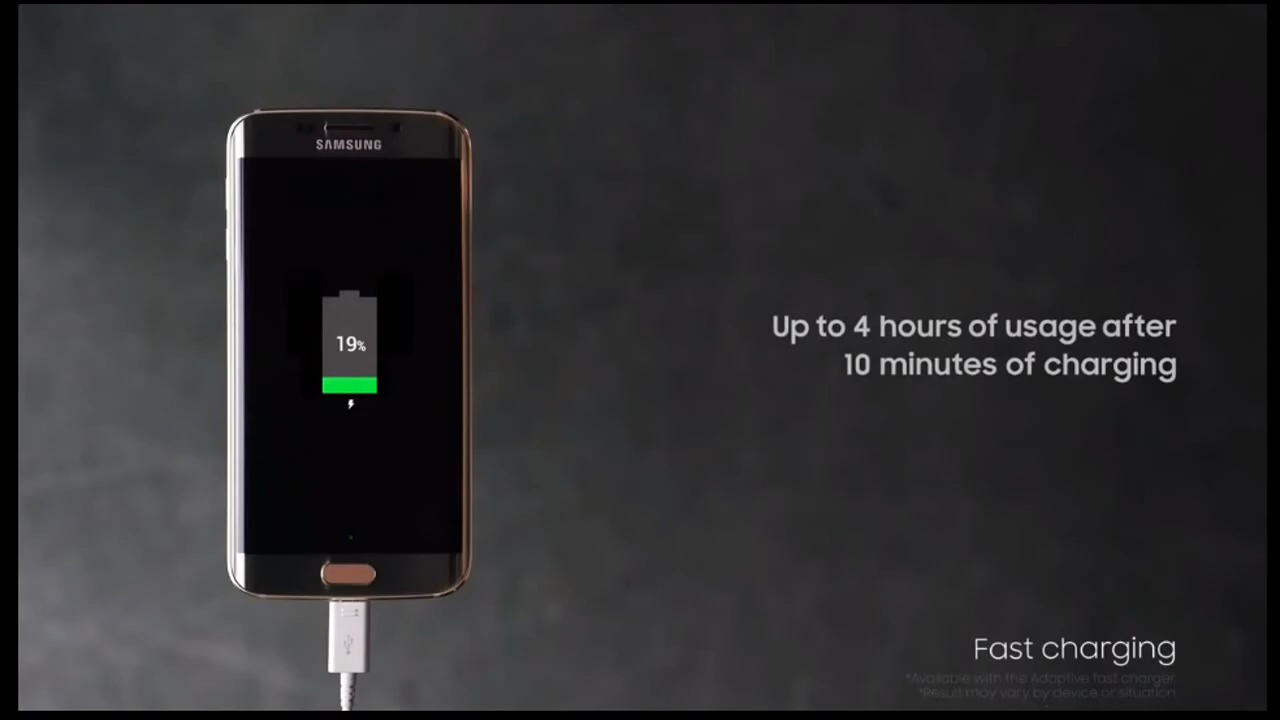 SAMSUNG
19%
Up to 4 hours of usage after
10 minutes of charging
Fast charging
*Available with the Adaptive fast charger
*Result may vary by device or situation